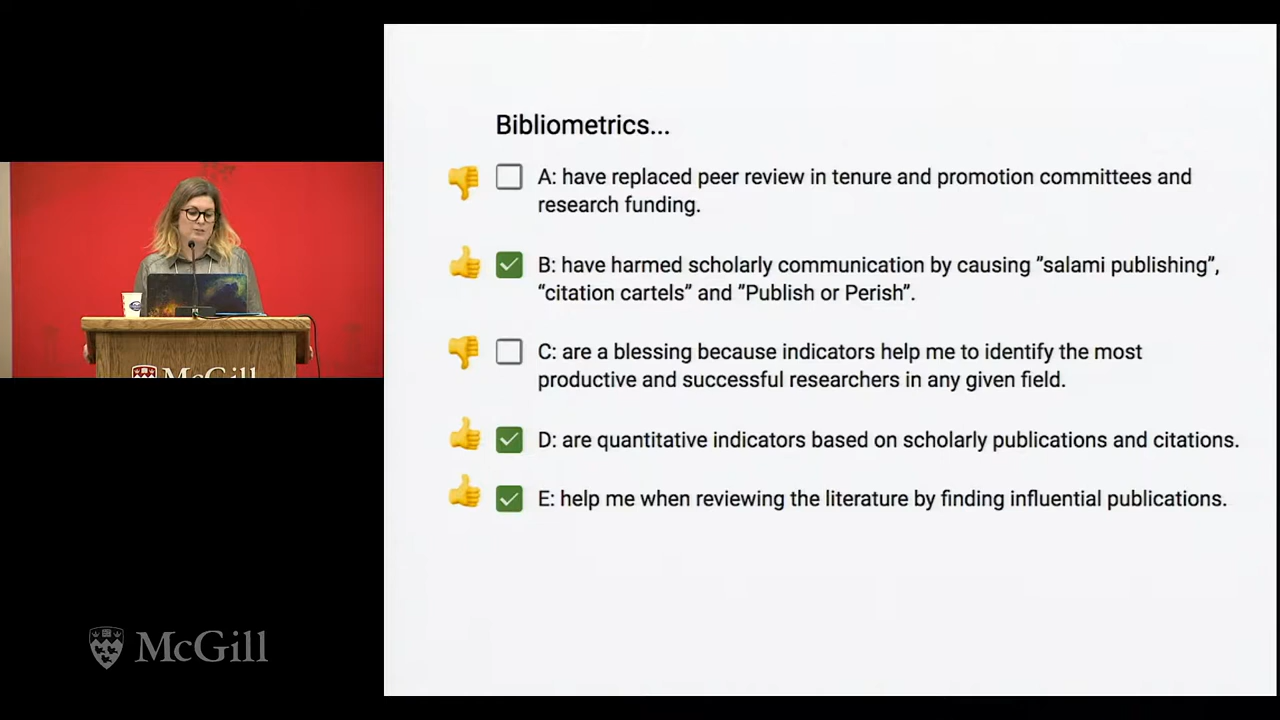 Bibliometrics...
A: have replaced peer review in tenure and promotion committees and
research funding.
B: have harmed scholarly communication by causing ”salami publishing”,
“citation cartels” and ”Publish or Perish”.
C: are a blessing because indicators help me to identify the most
productive and successful researchers in any given field.
D: are quantitative indicators based on scholarly publications and citations.
E: help me when reviewing the literature by finding influential publications.
McGill
McGill